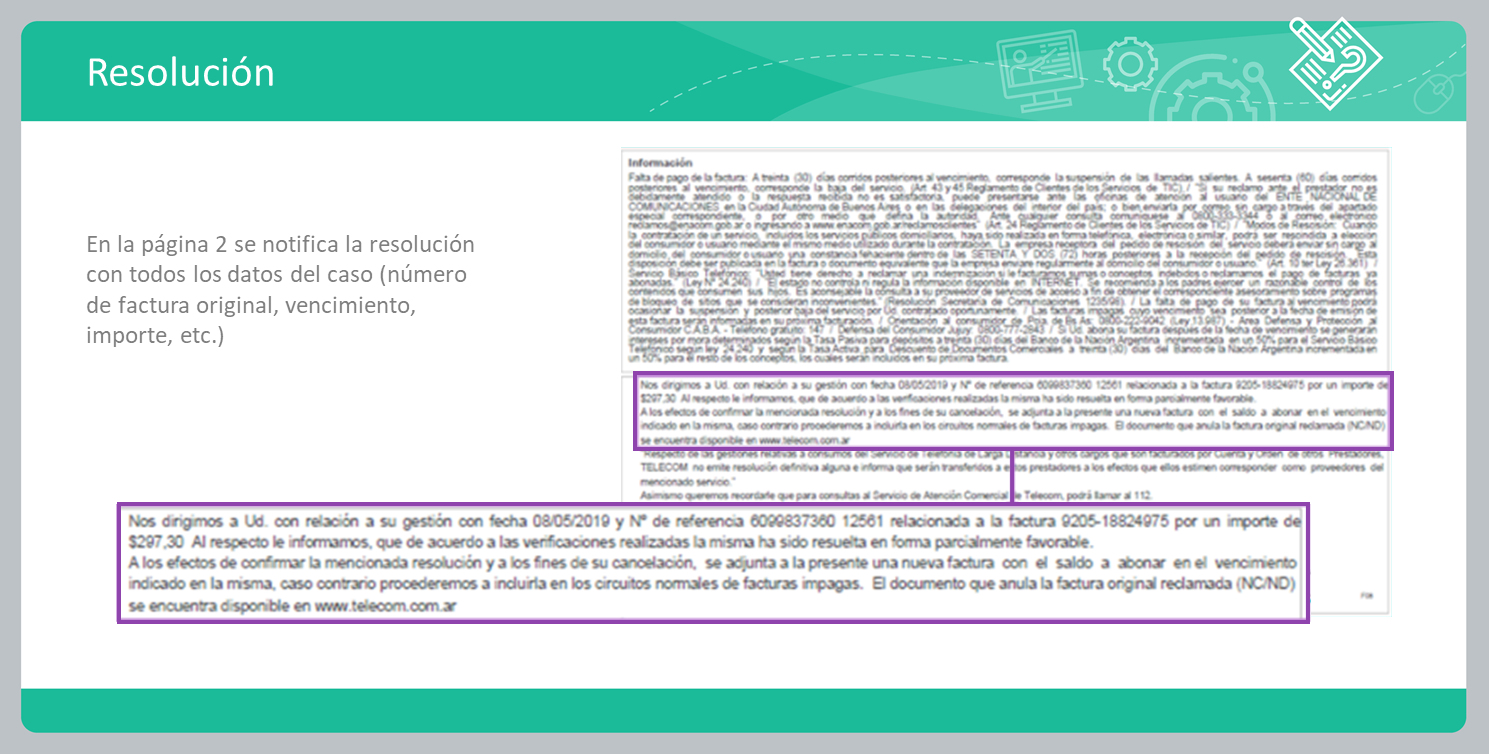 Resolución
En la página 2 se notifica la resolución
con todos los datos del caso (número
de factura original, vencimiento,
importe, etc.)
Información
Falta de pago de la factura: A treinta (30) días corridos posteriores al vencimiento, corresponde la suspensión de las llamadas salientes. A sesenta (60) días corridos
posteriores al vencimiento, corresponde la baja del servicio. (Art. 43 y 45 Reglamento de Clientes de los Servicios de TIC) / "Si su reclamo ante el prestador no es
debidamente atendido o la respuesta recibida no es satisfactoria, puede presentarse ante las oficinas de atención al usuario del ENTE NACIONAL DE
COMUNICACIONES en la Ciudad Autónoma de Buenos Aires o en las delegaciones del interior del país; o bien enviarla por correo sin cargo a través del apartado
especial correspondiente, o por otro medio que defina la autoridad. Ante cualquier consulta comuníquese al 0800-333-3344 ó al correo electrónico
reclamos@enacom.gob.ar o ingresando a www.enacom.gob.ar/reclamosclientes" (Art. 24 Reglamento de Clientes de los Servicios de TIC) / "Modos de Rescisión: Cuando
la contratación de un servicio, incluidos los servicios públicos domiciliarios, haya sido realizada en forma telefónica, electrónica o similar, podrá ser rescindida a elección
del consumidor o usuario mediante el mismo medio utilizado durante la contratación. La empresa receptora del pedido de rescisión del servicio deberá enviar sin cargo al
domicilio del consumidor o usuario una constancia fehaciente dentro de las SETENTA Y DOS (72) horas posteriores a la recepción del pedido de rescisión. Esta
disposición debe ser publicada en la factura o documento equivalente que la empresa envíe regularmente al domicilio del consumidor o usuario." (Art. 10 ter Ley 26.361) /
Servicio Básico Telefónico: "Usted tiene derecho a reclamar una indemnización si le facturamos sumas o conceptos indebidos o reclamamos el pago de facturas ya
abonadas." (Ley Nº 24.240) / "El estado no controla ni regula la información disponible en INTERNET. Se recomienda a los padres ejercer un razonable control de los
contenidos que consumen sus hijos. Es aconsejable la consulta a su proveedor de servicios de acceso a fin de obtener el correspondiente asesoramiento sobre programas
de bloqueo de sitios que se consideran inconvenientes." (Resolución Secretaría de Comunicaciones 1235/98) / La falta de pago de su factura al vencimiento podrá
ocasionar la suspensión y posterior baja del servicio por Ud. contratado oportunamente. / Las facturas impagas cuyo vencimiento sea posterior a la fecha de emisión de
esta factura serán informadas en su próxima facturación. / Orientación al consumidor de Pcia. de Bs As: 0800-222-9042 (Ley 13.987) - Area Defensa y Protección al
Consumidor C.A.B.A. - Teléfono gratuito: 147 / Defensa del Consumidor Jujuy: 0800-777-2843 / Si Ud. abona su factura después de la fecha de vencimiento se generarán
intereses por mora determinados según la Tasa Pasiva para depósitos a treinta (30) días del Banco de la Nación Argentina incrementada en un 50% para el Servicio Básico
Telefónico según ley 24.240 y según la Tasa Activa para Descuento de Documentos Comerciales a treinta (30) días del Banco de la Nación Argentina incrementada en
un 50% para el resto de los conceptos, los cuales serán incluidos en su próxima factura.
Nos dirigimos a Ud. con relación a su gestión con fecha 08/05/2019 y Nº de referencia 6099837360 12561 relacionada a la factura 9205-18824975 por un importe de
$297,30 Al respecto le informamos, que de acuerdo a las verificaciones realizadas la misma ha sido resuelta en forma parcialmente favorable.
A los efectos de confirmar la mencionada resolución y a los fines de su cancelación, se adjunta a la presente una nueva factura con el saldo a abonar en el vencimiento
indicado en la misma, caso contrario procederemos a incluirla en los circuitos normales de facturas impagas. El documento que anula la factura original reclamada (NC/ND)
se encuentra disponible en www.telecom.com.ar
"Respecto de las gestiones relativas a consumos del Servicio de Telefonía de Larga Distancia y otros cargos que son facturados por Cuenta y Orden de otros Prestadores,
TELECOM no emite resolución definitiva alguna e informa que serán transferidos a estos prestadores a los efectos que ellos estimen corresponder como proveedores del
mencionado servicio."
Asimismo queremos recordarle que para consultas al Servicio de Atención Comercial de Telecom, podrá llamar al 112.
Nos dirigimos a Ud. con relación a su gestión con fecha 08/05/2019 y Nº de referencia 6099837360 12561 relacionada a la factura 9205-18824975 por un importe de
$297,30 Al respecto le informamos, que de acuerdo a las verificaciones realizadas la misma ha sido resuelta en forma parcialmente favorable.
A los efectos de confirmar la mencionada resolución y a los fines de su cancelación, se adjunta a la presente una nueva factura con el saldo a abonar en el vencimiento
indicado en la misma, caso contrario procederemos a incluirla en los circuitos normales de facturas impagas. El documento que anula la factura original reclamada (NC/ND)
se encuentra disponible en www.telecom.com.ar